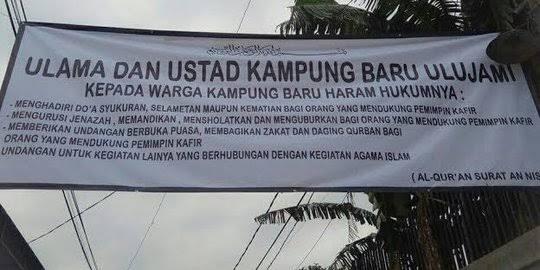 ULAMA DAN USTAD KAMPUNG BARU ULUJAMI
KEPADA WARGA KAMPUNG BARU HARAM HUKUMNYA :
- MENGHADIRI DO'A SYUKURAN, SELAMETAN MAUPUN KEMATIAN BAGI ORANG YANG MENDUKUNG PEMIMPIN KAFIR
- MENGURUSI JENAZAH , MEMANDIKAN , MENSHOLATKAN DAN MENGUBURKAN BAGI ORANG YANG MENDUKUNG PEMIMPIN KAFIR
- MEMBERIKAN UNDANGAN BERBUKA PUASA, MEMBAGIKAN ZAKAT DAN DAGING QURBAN BAGI
ORANG YANG MENDUKUNG PEMIMPIN KAFIR
UNDANGAN UNTUK KEGIATAN LAINYA YANG BERHUBUNGAN DENGAN KEGIATAN AGAMA ISLAM
( AL-QUR'AN SURAT AN NIS